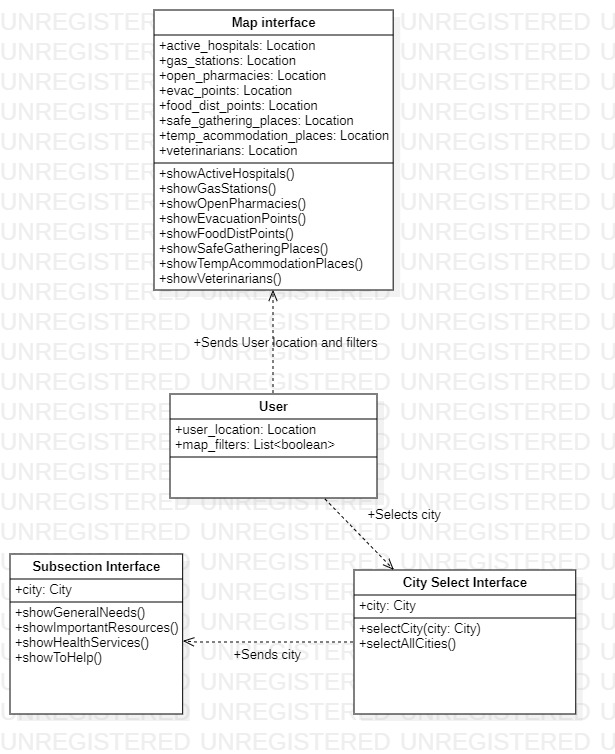 Map interface
+active_hospitals: Location
+gas_stations: Location
+open_pharmacies: Location
+evac_points: Location
+food_dist_points: Location
+safe_gathering_places: Location
+temp_acommodation_places: Location
+veterinarians: Location
+showActiveHospitals()
+showGasStations()
+showOpenPharmacies()
+showEvacuationPoints()
+showFoodDistPoints()
+showSafeGatheringPlaces()
+showTempAcommodationPlaces()
+showVeterinarians()
+Sends User location and filters
User
+user_location: Location
+map_filters: List<boolean>
+Selects city
Subsection Interface
+city: City
+showGeneralNeeds()
+showImportantResources()
+showHealthServices()
+showToHelp()
City Select Interface
+city: City
+selectCity(city: City)
+selectAllCities()
+Sends city
UNREGISTERED